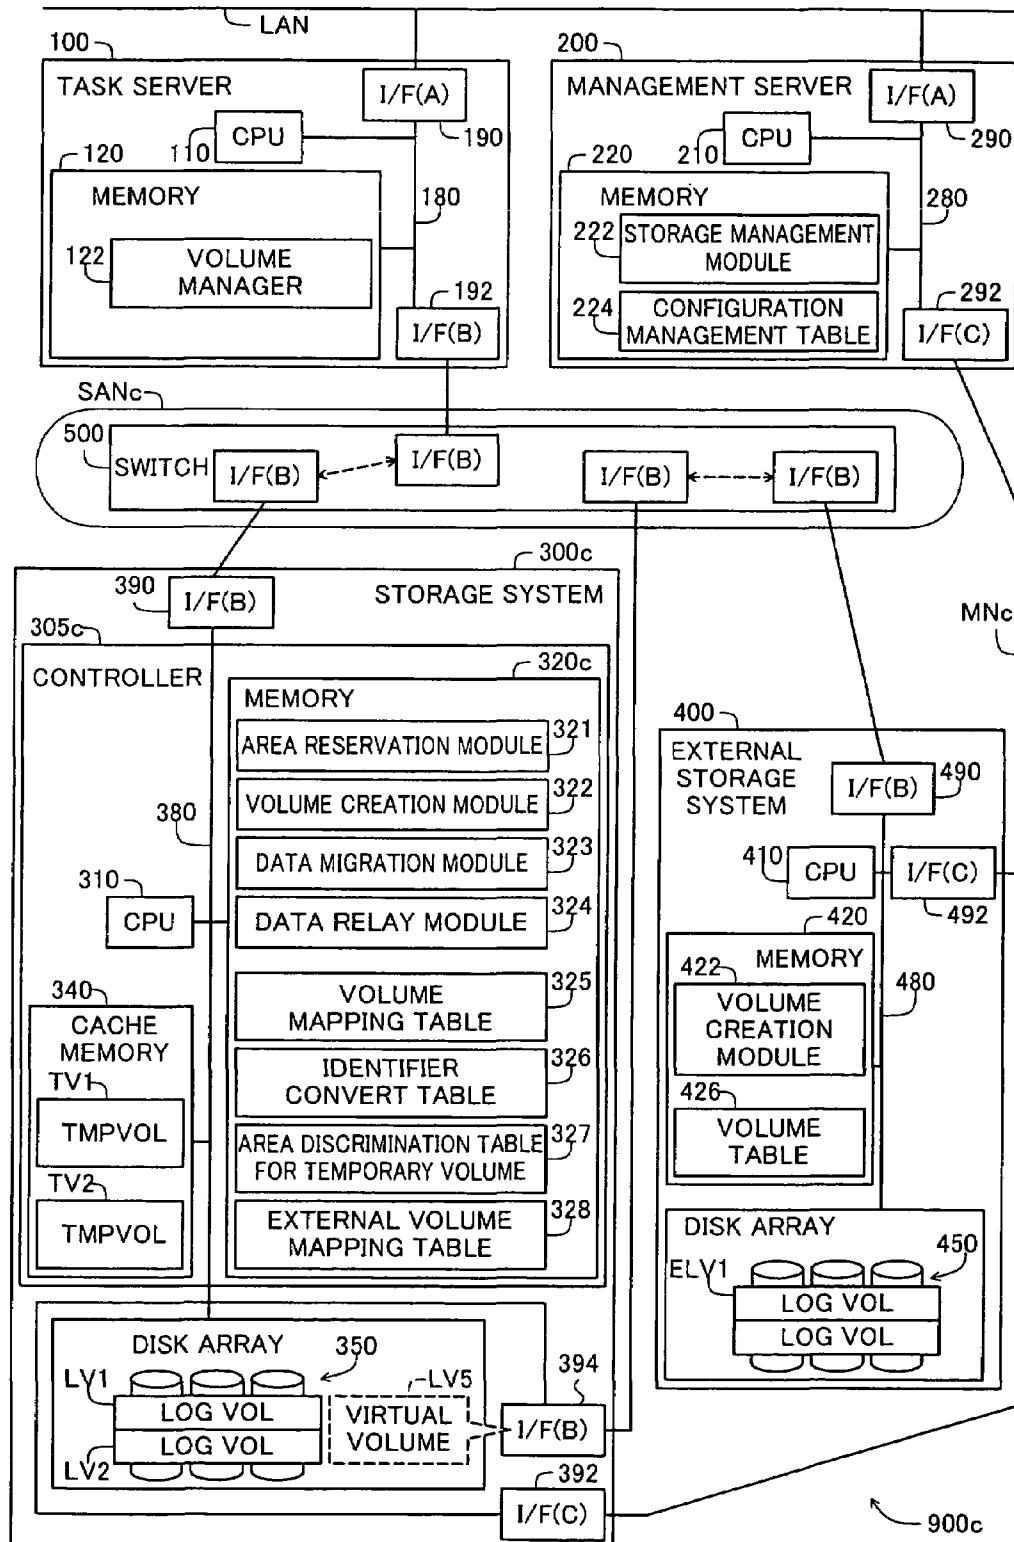 LAN
100
TASK SERVER
I/F(A)
190
CPU
110
120
MEMORY
180
122
VOLUME
MANAGER
192
I/F(B)
200
MANAGEMENT SERVER
I/F(A)
290
CPU
210
220
MEMORY
280
222
STORAGE MANAGEMENT
MODULE
224
CONFIGURATION
MANAGEMENT TABLE
292
I/F(C)
SANc
500
SWITCH
I/F(B)
I/F(B)
I/F(B)
I/F(B)
300c
390
I/F(B)
STORAGE SYSTEM
305c
CONTROLLER
320c
MEMORY
AREA RESERVATION MODULE
321
VOLUME CREATION MODULE
322
380
DATA MIGRATION MODULE
323
310
CPU
DATA RELAY MODULE
324
VOLUME
MAPPING TABLE
325
340
CACHE
MEMORY
IDENTIFIER
CONVERT TABLE
326
TV1
TMPVOL
AREA DISCRIMINATION TABLE
FOR TEMPORARY VOLUME
327
TV2
TMPVOL
EXTERNAL VOLUME
MAPPING TABLE
328
DISK ARRAY
350
LV1
LOG VOL
LOG VOL
LV2
LV5
VIRTUAL
VOLUME
394
I/F(B)
392
I/F(C)
MNc
400
EXTERNAL
STORAGE
SYSTEM
490
I/F(B)
410
CPU
I/F(C)
492
420
MEMORY
422
VOLUME
CREATION
MODULE
480
426
VOLUME
TABLE
DISK ARRAY
450
ELV1
LOG VOL
LOG VOL
900c